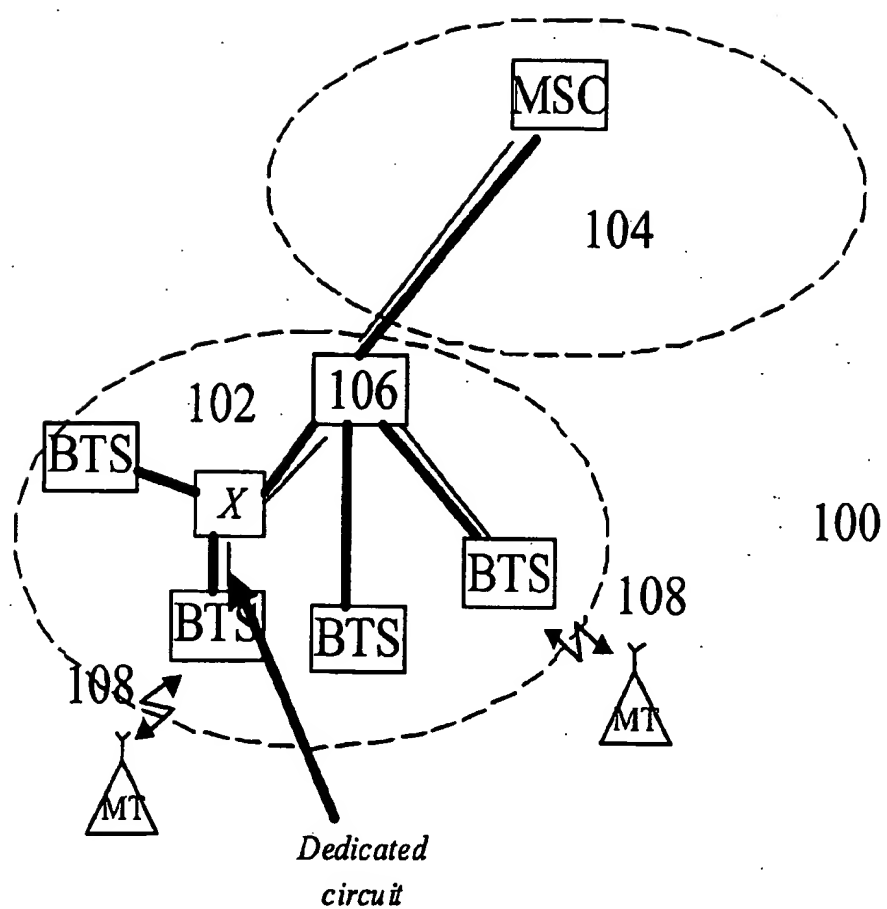 MSC
104
106
102
BTS
X
100
BTS
108
BTS
BTS
108
MT
MT
Dedicated
circuit